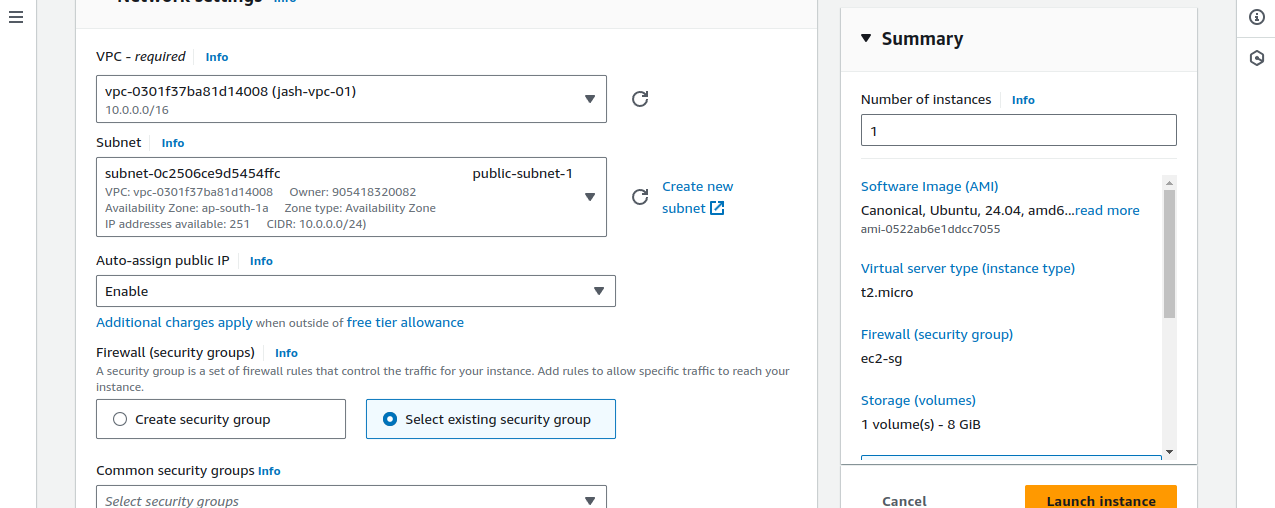 Network settings Info
VPC - required Info
vpc-0301f37ba81d14008 (jash-vpc-01)
10.0.0.0/16
Subnet Info
subnet-0c2506ce9d5454ffc public-subnet-1
VPC: vpc-0301f37ba81d14008 Owner: 905418320082
Availability Zone: ap-south-1a Zone type: Availability Zone
IP addresses available: 251 CIDR: 10.0.0.0/24)
Create new
subnet
Auto-assign public IP Info
Enable
Additional charges apply when outside of free tier allowance
Firewall (security groups) Info
A security group is a set of firewall rules that control the traffic for your instance. Add rules to allow specific traffic to reach your
instance.
Create security group
Select existing security group
Common security groups Info
Select security groups
Summary
Number of instances Info
1
Software Image (AMI)
Canonical, Ubuntu, 24.04, amd6...read more
ami-0522ab6e1ddcc7055
Virtual server type (instance type)
t2.micro
Firewall (security group)
ec2-sg
Storage (volumes)
1 volume(s) - 8 GiB
Cancel
Launch instance